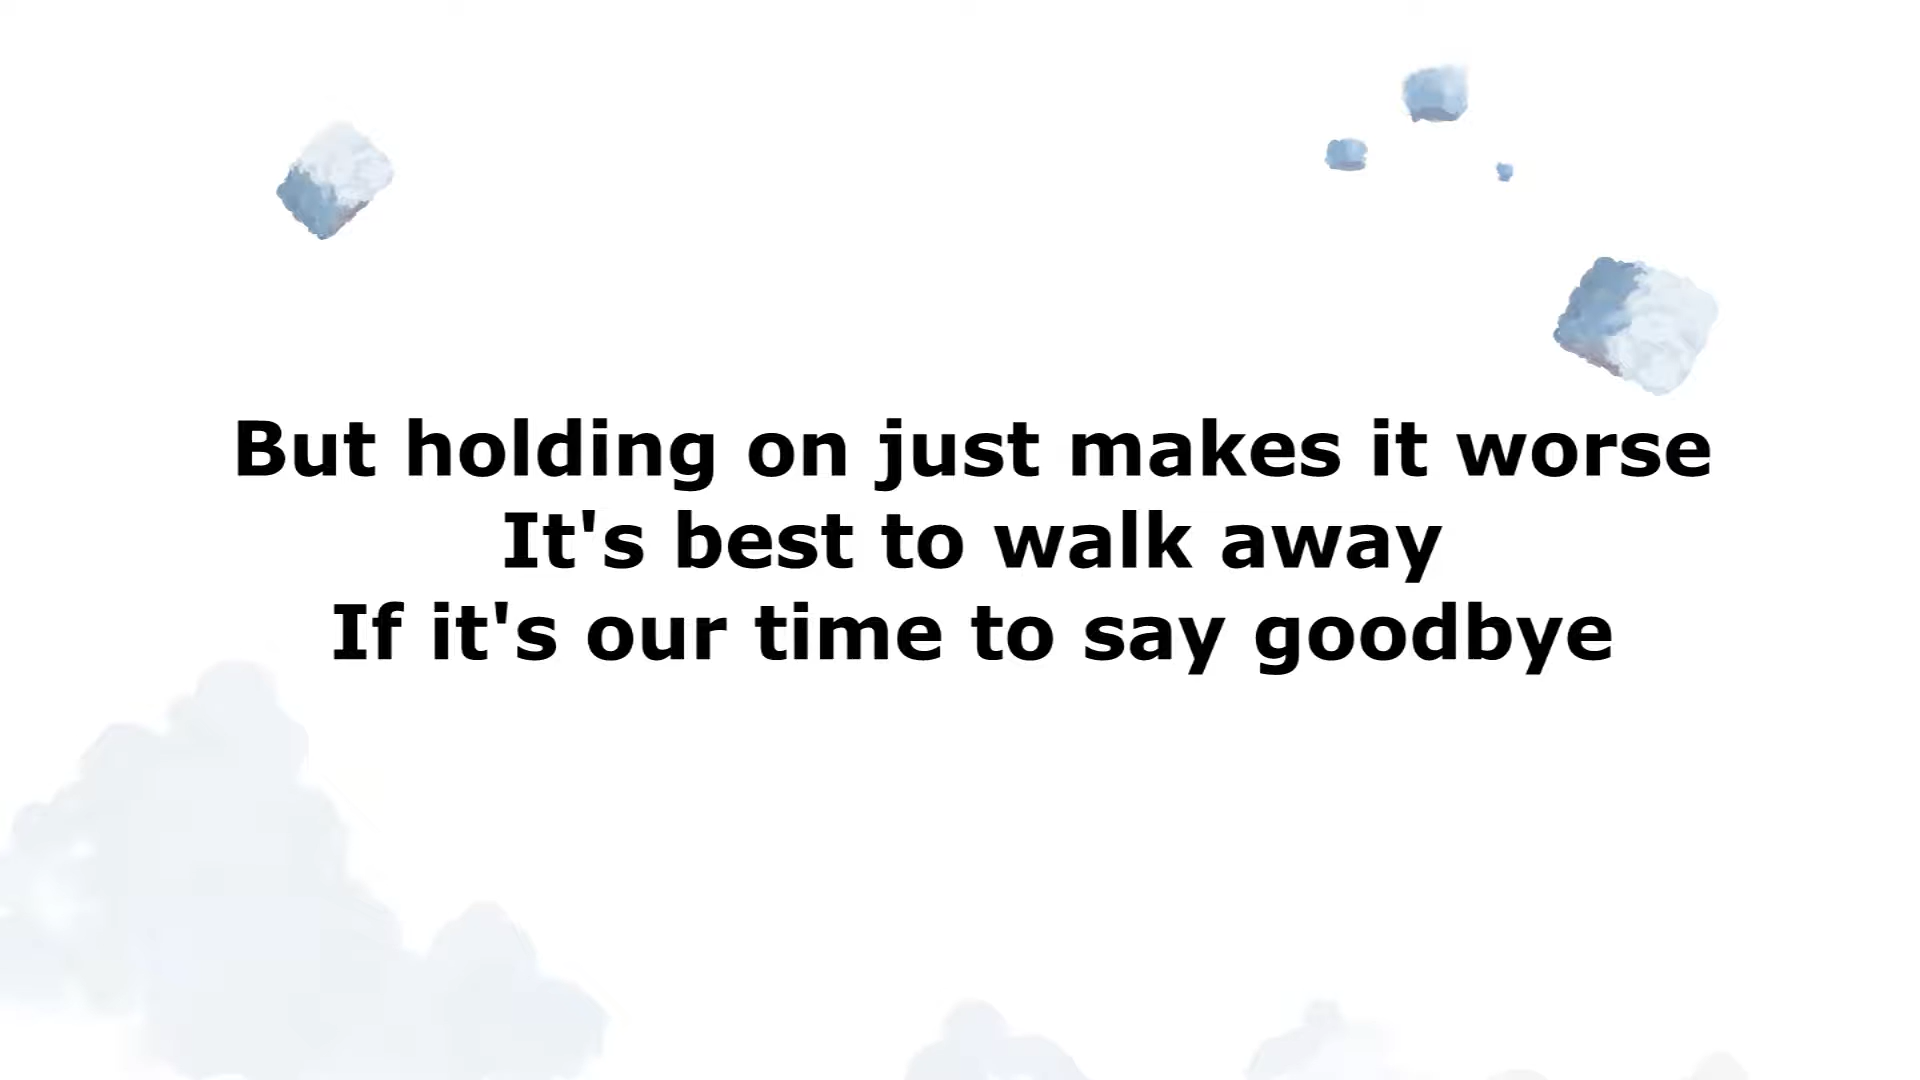 But holding on just makes it worse
It's best to walk away
If it's our time to say goodbye